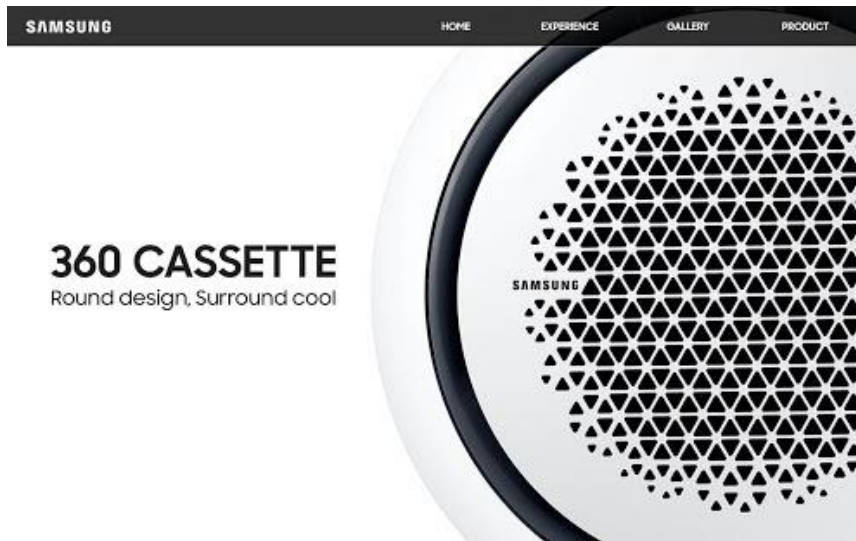 SAMSUNG
HOME EXPERIENCE GALLERY PRODUCT
360 CASSETTE
Round design, Surround cool
SAMSUNG